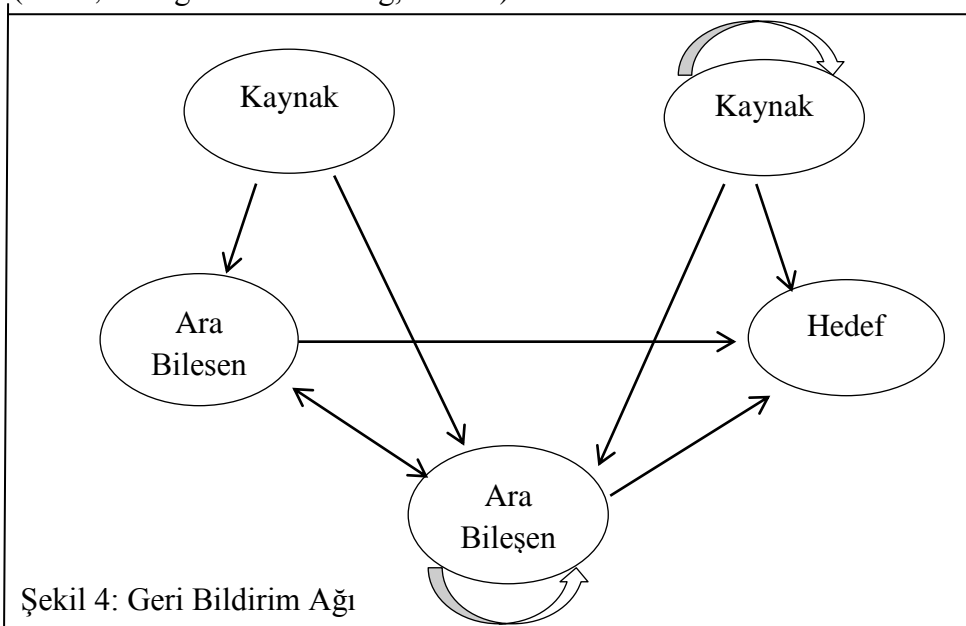 Kaynak
Kaynak
Ara
Bilesen
Hedef
Ara
Bileşen
Şekil 4: Geri Bildirim Ağı